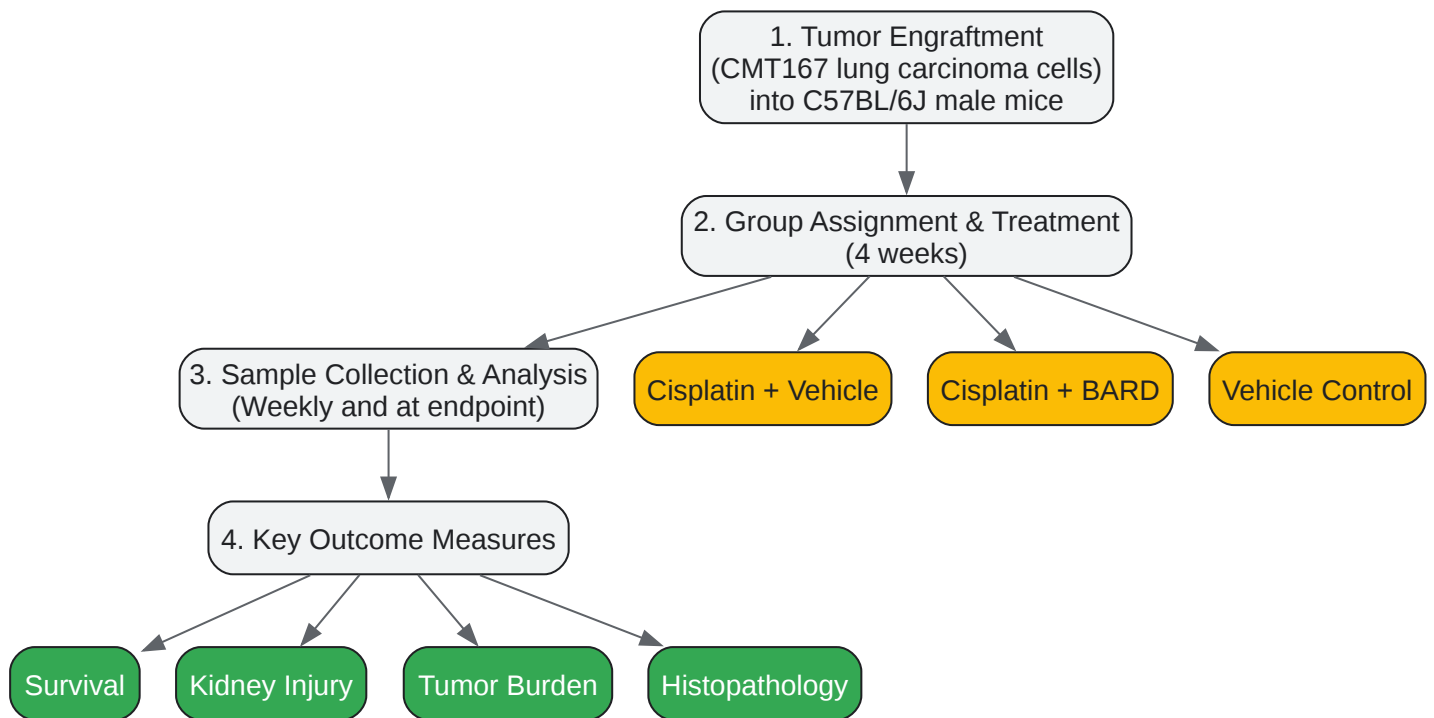 1. Tumor Engraftment
(CMT167 lung carcinoma cells)
into C57BL/6J male mice
2. Group Assignment & Treatment
(4 weeks)
3. Sample Collection & Analysis
(Weekly and at endpoint)
Cisplatin + Vehicle
Cisplatin + BARD
Vehicle Control
4. Key Outcome Measures
Survival
Kidney Injury
Tumor Burden
Histopathology